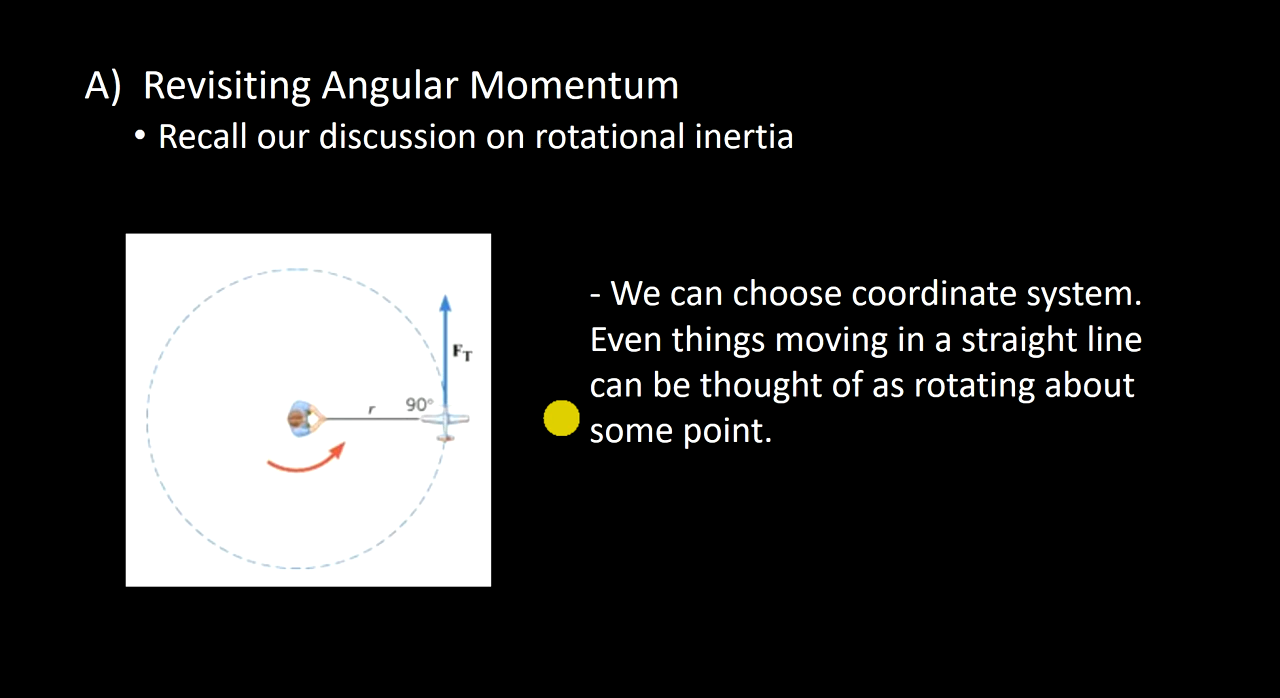 A) Revisiting Angular Momentum
• Recall our discussion on rotational inertia
F_T
r
90°
- We can choose coordinate system.
Even things moving in a straight line
can be thought of as rotating about
some point.